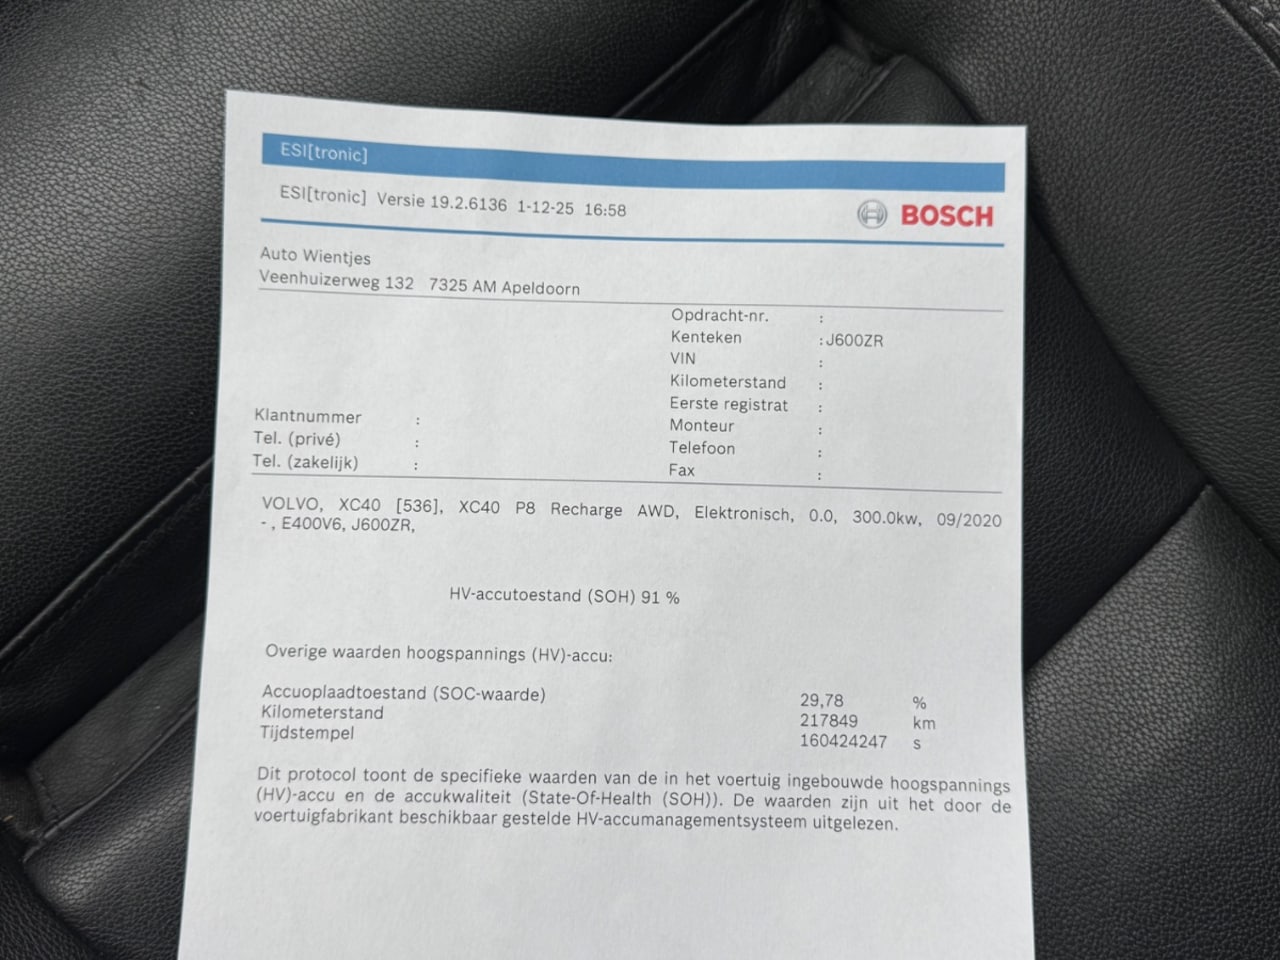 ESI[tronic]
ESI[tronic] Versie 19.2.6136 1-12-25 16:58
BOSCH
Auto Wientjes
Veenhuizerweg 132 7325 AM Apeldoorn
Opdracht-nr. :
Kenteken :J600ZR
VIN :
Kilometerstand :
Eerste registrat :
Monteur :
Telefoon :
Fax :
Klantnummer :
Tel. (privé) :
Tel. (zakelijk) :
VOLVO, XC40 [536], XC40 P8 Recharge AWD, Elektronisch, 0.0, 300.0kw, 09/2020
- , E400V6, J600ZR,
HV-accutoestand (SOH) 91 %
Overige waarden hoogspannings (HV)-accu:
Accuoplaadtoestand (SOC-waarde) 29,78 %
Kilometerstand 217849 km
Tijdstempel 160424247 s
Dit protocol toont de specifieke waarden van de in het voertuig ingebouwde hoogspannings
(HV)-accu en de accukwaliteit (State-Of-Health (SOH)). De waarden zijn uit het door de
voertuigfabrikant beschikbaar gestelde HV-accumanagementsysteem uitgelezen.